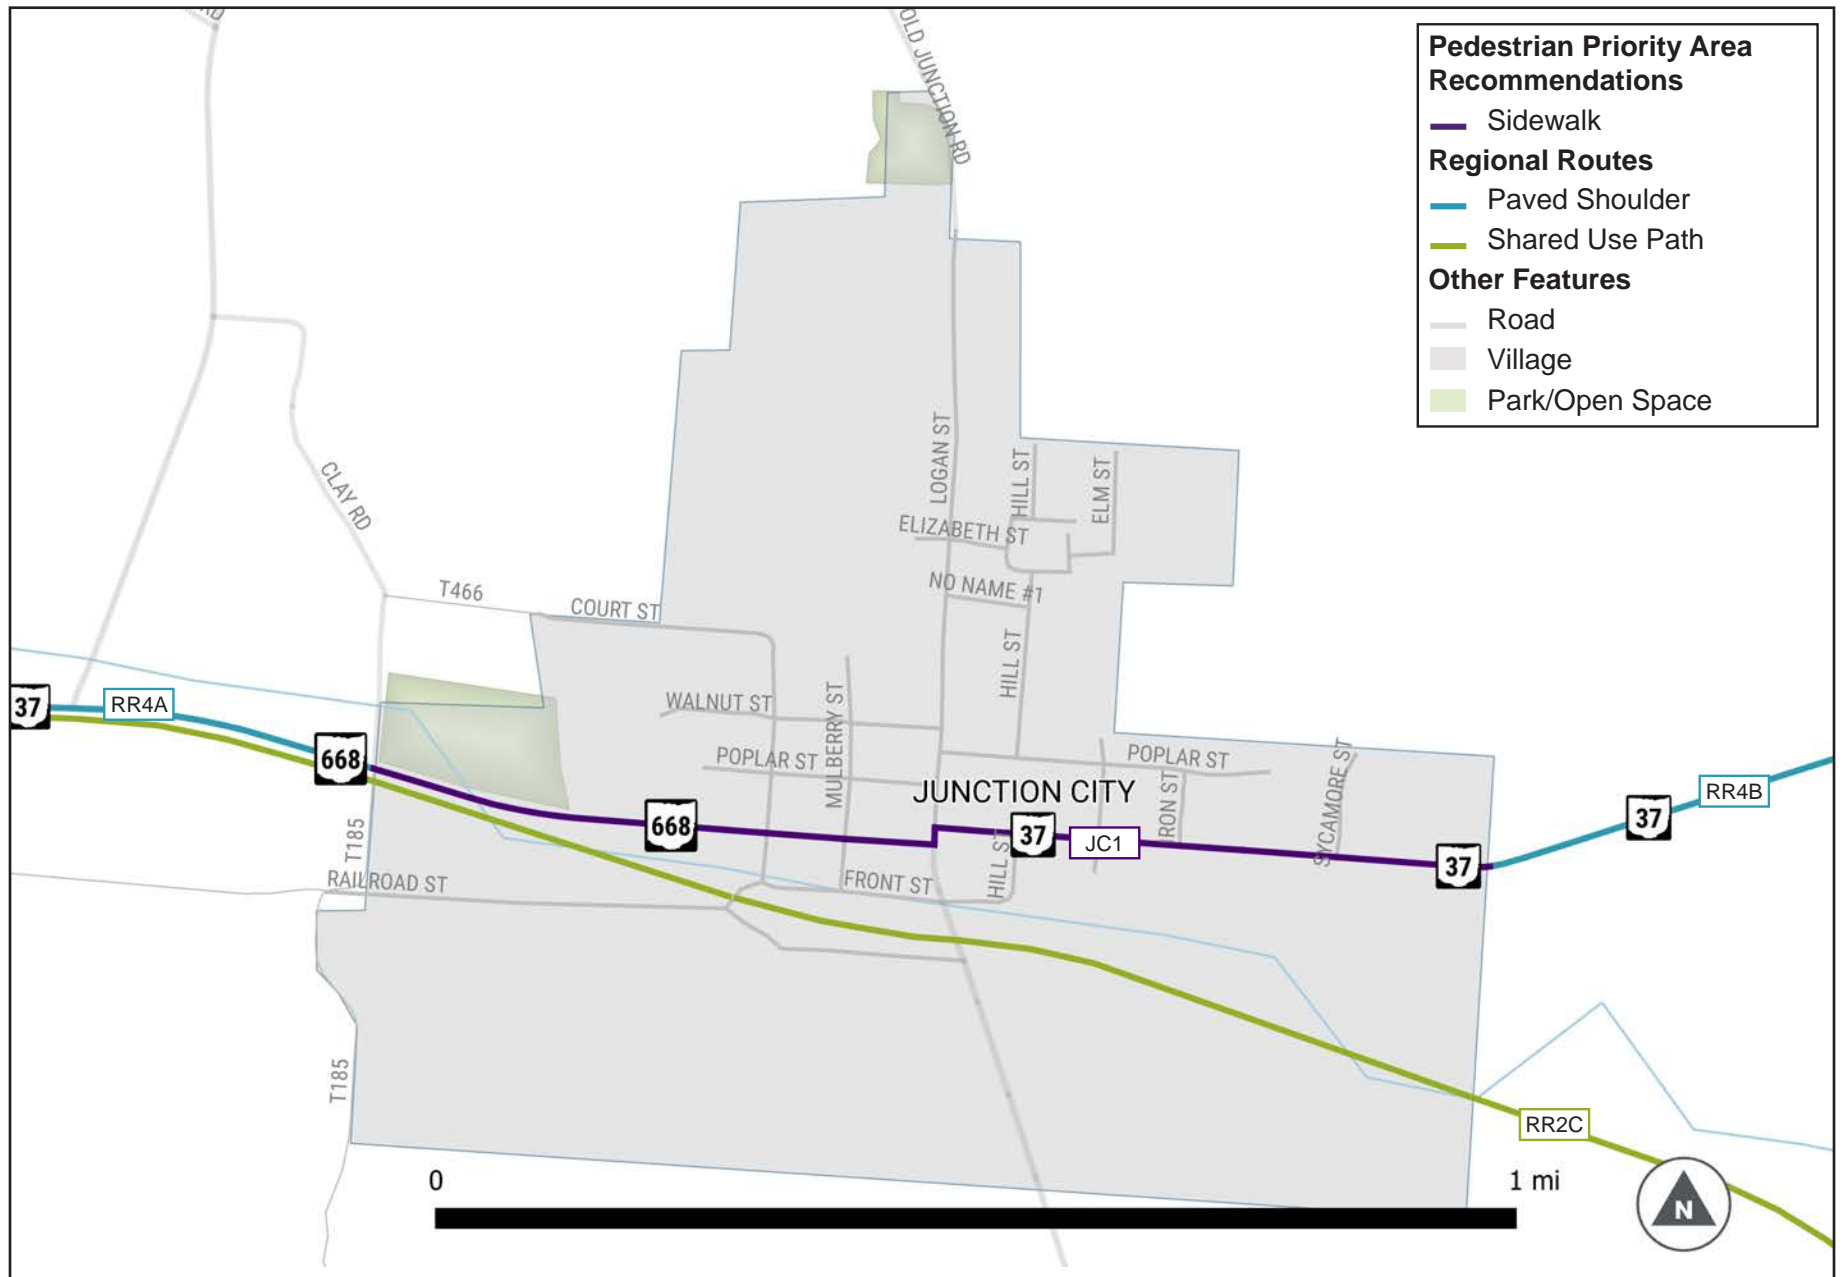 RD
OLD JUNCTION RD
Pedestrian Priority Area
Recommendations
Sidewalk
Regional Routes
Paved Shoulder
Shared Use Path
Other Features
Road
Village
Park/Open Space
LOGAN ST
HILL ST
ELM ST
CLAY RD
ELIZABETH ST
NO NAME #1
T466
COURT ST
HILL ST
WALNUT ST
MULBERRY ST
37
RR4A
668
POPLAR ST
POPLAR ST
SYCAMORE ST
JUNCTION CITY
IRON ST
RR4B
37
668
37
JC1
T185
HILL ST
37
RAILROAD ST
FRONT ST
T185
RR2C
0
1 mi
N